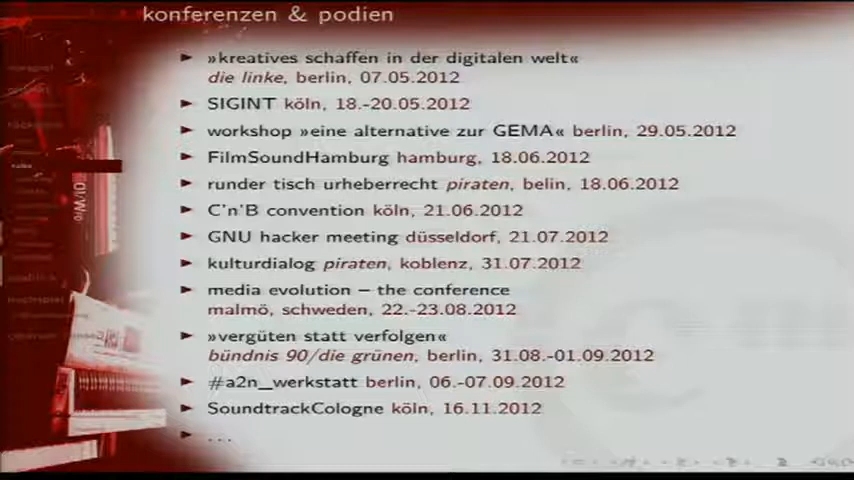 konferenzen & podien
»kreatives schaffen in der digitalen welt«
die linke, berlin, 07.05.2012
SIGINT köln, 18.-20.05.2012
workshop »eine alternative zur GEMA« berlin, 29.05.2012
FilmSoundHamburg hamburg, 18.06.2012
runder tisch urheberrecht piraten, belin, 18.06.2012
C'n'B convention köln, 21.06.2012
GNU hacker meeting düsseldorf, 21.07.2012
kulturdialog piraten, koblenz, 31.07.2012
media evolution – the conference
malmö, schweden, 22.-23.08.2012
»vergüten statt verfolgen«
bündnis 90/die grünen, berlin, 31.08.-01.09.2012
#a2n_werkstatt berlin, 06.-07.09.2012
SoundtrackCologne köln, 16.11.2012
...